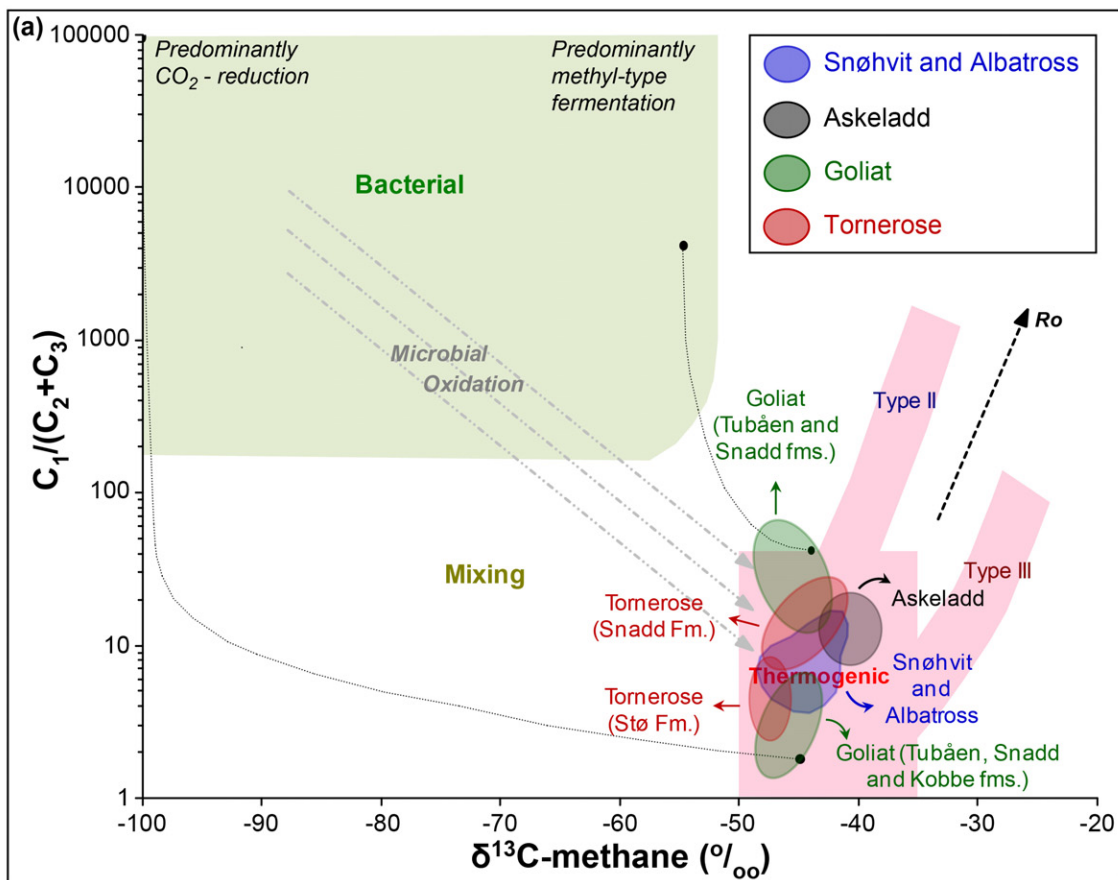 (a)
100000
10000
1000
100
10
1
C1/(C2+C3)
Predominantly
CO2 - reduction
Predominantly
methyl-type
fermentation
Bacterial
Microbial
Oxidation
Mixing
Snøhvit and Albatross
Askeladd
Goliat
Tornerose
Ro
Type II
Type III
Goliat
(Tubåen and
Snadd fms.)
Askeladd
Tornerose
(Snadd Fm.)
Thermogenic
Snøhvit
and
Albatross
Tornerose
(Stø Fm.)
Goliat (Tubåen, Snadd
and Kobbe fms.)
-100 -90 -80 -70 -60 -50 -40 -30 -20
δ13C-methane (o/oo)